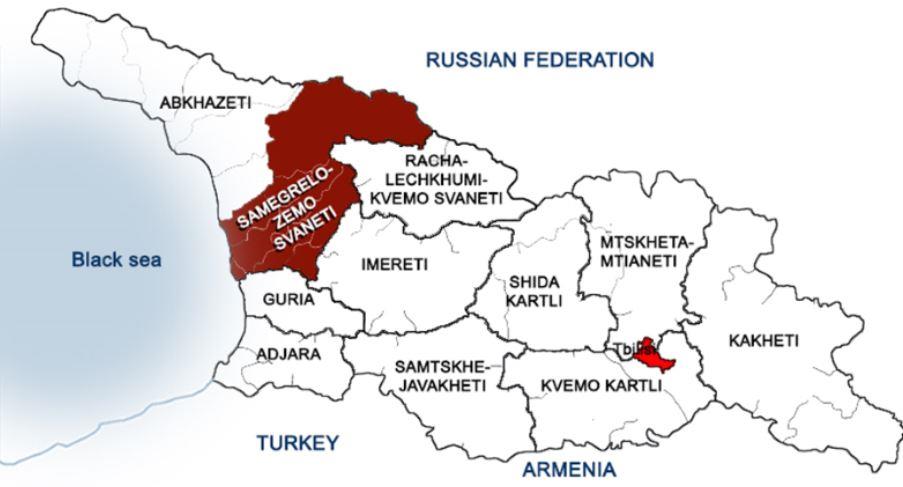 RUSSIAN FEDERATION
ABKHAZETI
RACHA-
LECHKHUMI-
KVEMO SVANETI
SAMEGRELO-
ZEMO
SVANETI
MTSKHETA-
MTIANETI
Black sea
IMERETI
SHIDA
KARTLI
GURIA
KAKHETI
Tbilisi
ADJARA
SAMTSKHE-
JAVAKHETI
KVEMO KARTLI
TURKEY
ARMENIA